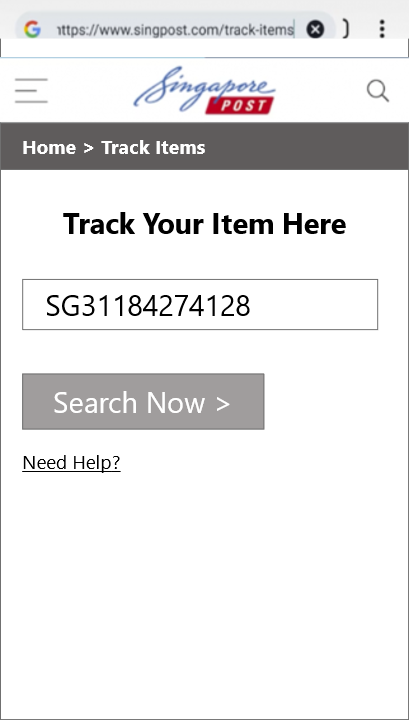 https://www.singpost.com/track-items
Singapore
POST
Home > Track Items
Track Your Item Here
SG31184274128
Search Now >
Need Help?